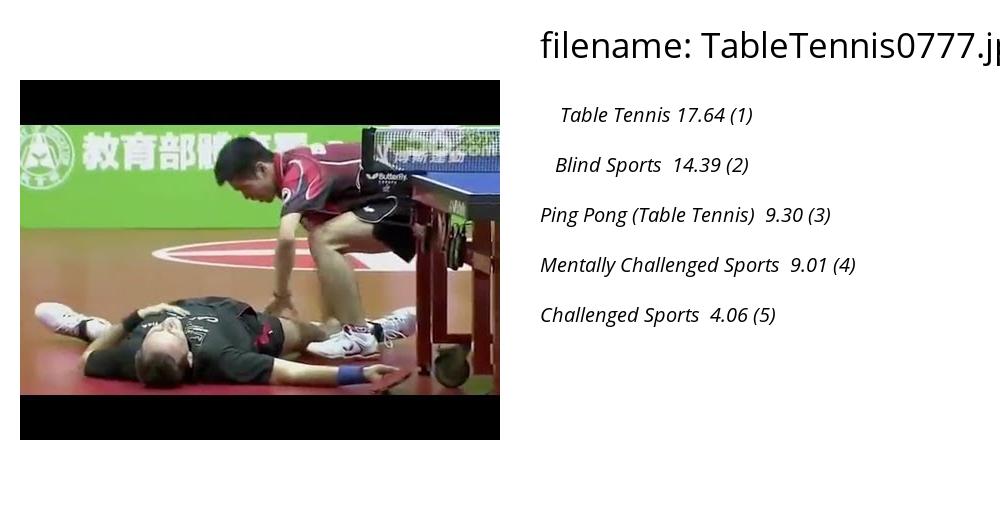 filename: TableTennis0777.j
Table Tennis 17.64 (1)
Blind Sports 14.39 (2)
Ping Pong (Table Tennis) 9.30 (3)
Mentally Challenged Sports 9.01 (4)
Challenged Sports 4.06 (5)
教育部體育署
Butterfly